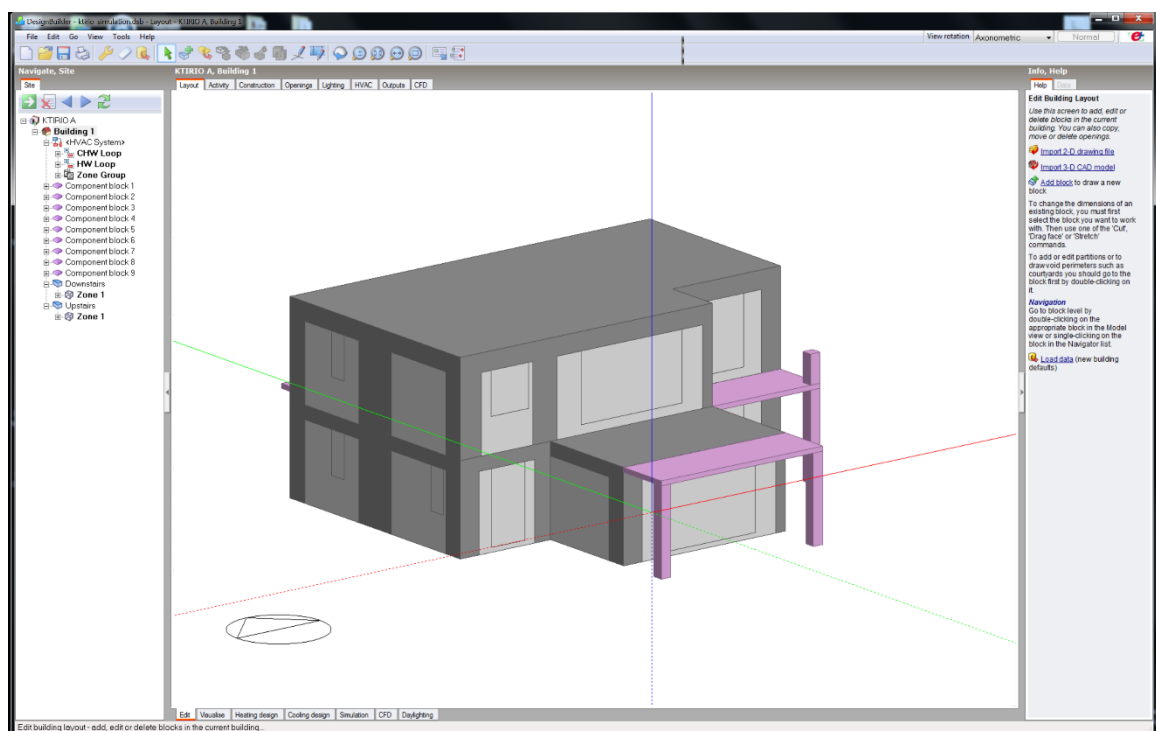 DesignBuilder - ktirio simulation.dsb - Layout - KTIRIO A, Building 1
File Edit Go View Tools Help
View rotation Axonometric Normal
Navigate, Site
Site
KTIRIO A
Building 1
<HVAC System>
CHW Loop
HW Loop
Zone Group
Component block 1
Component block 2
Component block 3
Component block 4
Component block 5
Component block 6
Component block 7
Component block 8
Component block 9
Downstairs
Zone 1
Upstairs
Zone 1
KTIRIO A, Building 1
Layout Activity Construction Openings Lighting HVAC Outputs CFD
Edit Visualise Heating design Cooling design Simulation CFD Daylighting
Info, Help
Help Data
Edit Building Layout
Use this screen to add, edit or
delete blocks in the current
building. You can also copy,
move or delete openings.
Import 2-D drawing file
Import 3-D CAD model
Add block to draw a new
block
To change the dimensions of an
existing block, you must first
select the block you want to work
with. Then use one of the 'Cut',
'Drag face' or 'Stretch'
commands.
To add or edit partitions or to
draw void perimeters such as
courtyards you should go to the
block first by double-clicking on
it.
Navigation
Go to block level by
double-clicking on the
appropriate block in the Model
view or single-clicking on the
block in the Navigator list.
Load data (new building
defaults)
Edit building layout - add, edit or delete blocks in the current building...